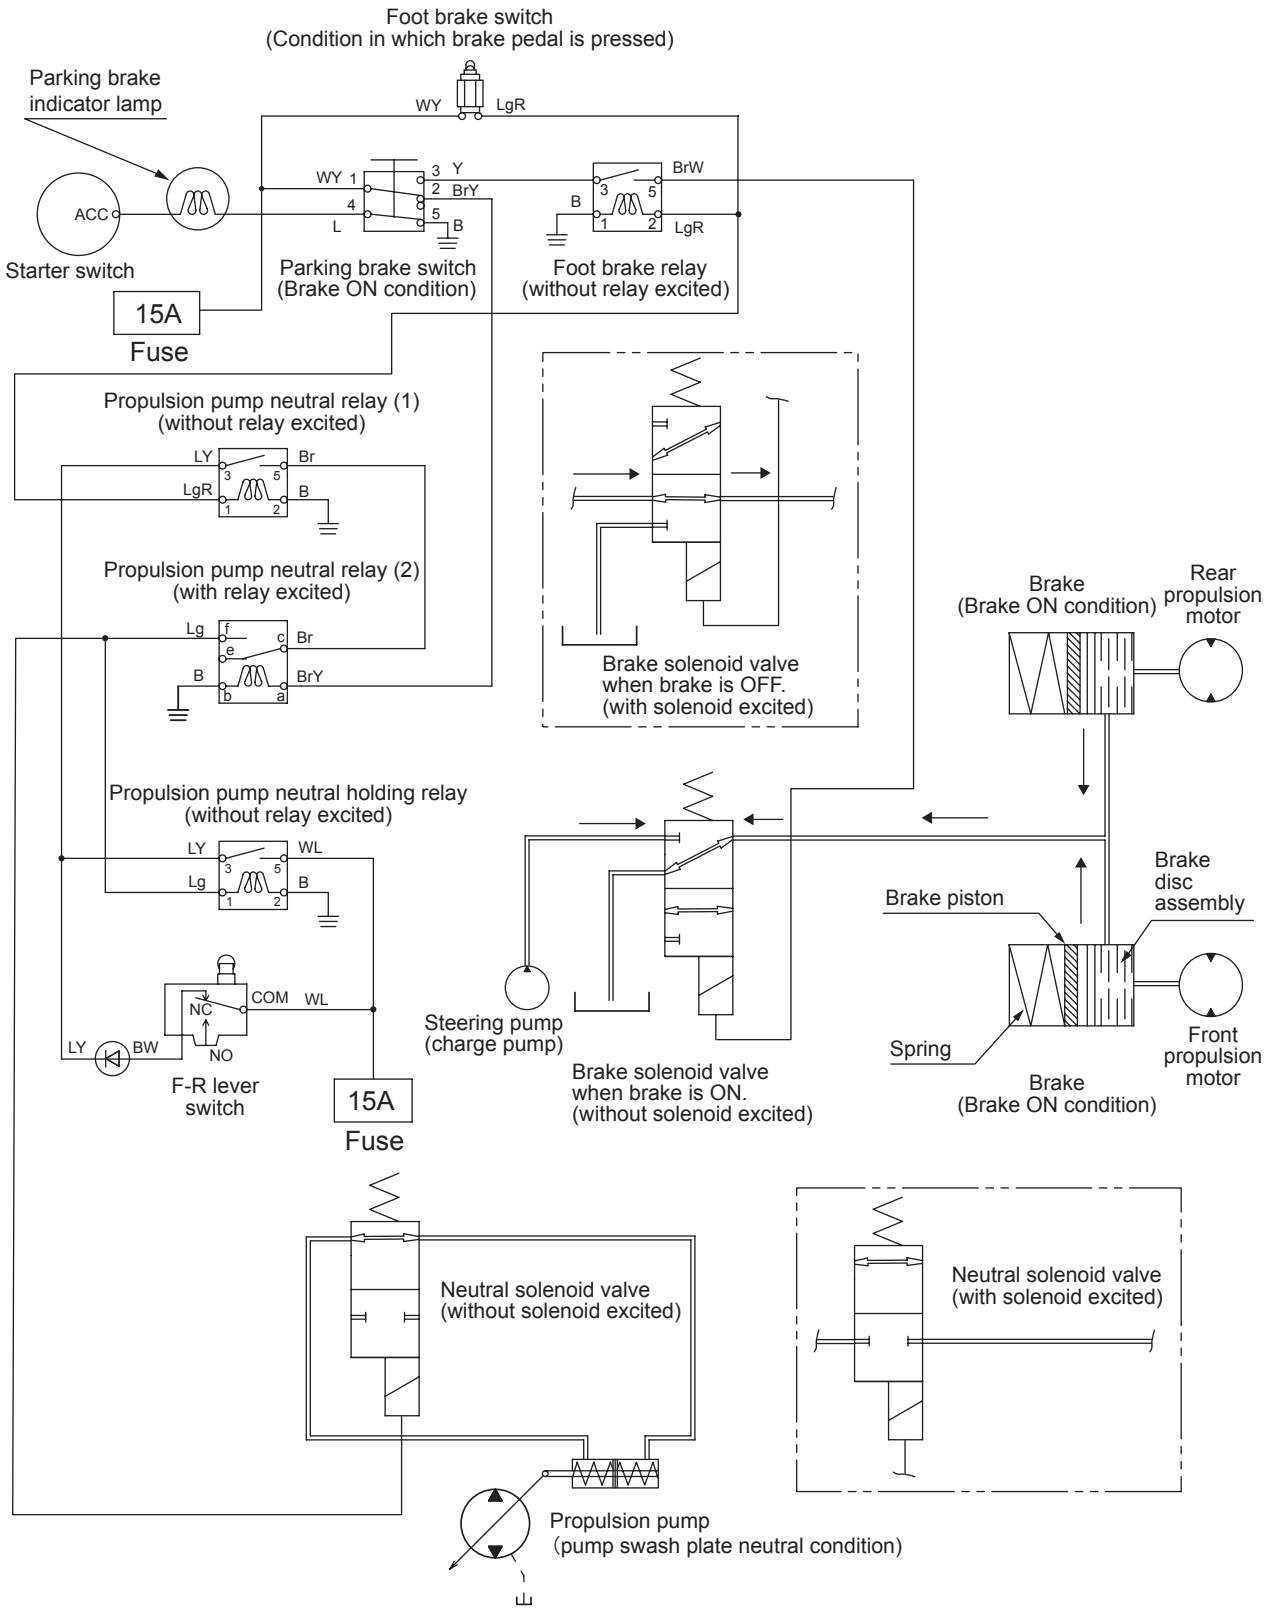 Foot brake switch
(Condition in which brake pedal is pressed)
Parking brake
indicator lamp
WY
LgR
WY
1
3
Y
2
BrY
4
L
5
B
ACC
Starter switch
Parking brake switch
(Brake ON condition)
BrW
3
5
B
1
2
LgR
Foot brake relay
(without relay excited)
15A
Fuse
Propulsion pump neutral relay (1)
(without relay excited)
LY
3
5
Br
LgR
1
2
B
Propulsion pump neutral relay (2)
(with relay excited)
Lg
f
c
Br
e
B
b
a
BrY
Brake solenoid valve
when brake is OFF.
(with solenoid excited)
Brake
(Brake ON condition)
Rear
propulsion
motor
Propulsion pump neutral holding relay
(without relay excited)
LY
3
5
WL
Lg
1
2
B
NC
COM
WL
NO
LY
BW
F-R lever
switch
15A
Fuse
Steering pump
(charge pump)
Brake solenoid valve
when brake is ON.
(without solenoid excited)
Brake piston
Brake
disc
assembly
Spring
Brake
(Brake ON condition)
Front
propulsion
motor
Neutral solenoid valve
(without solenoid excited)
Neutral solenoid valve
(with solenoid excited)
Propulsion pump
(pump swash plate neutral condition)